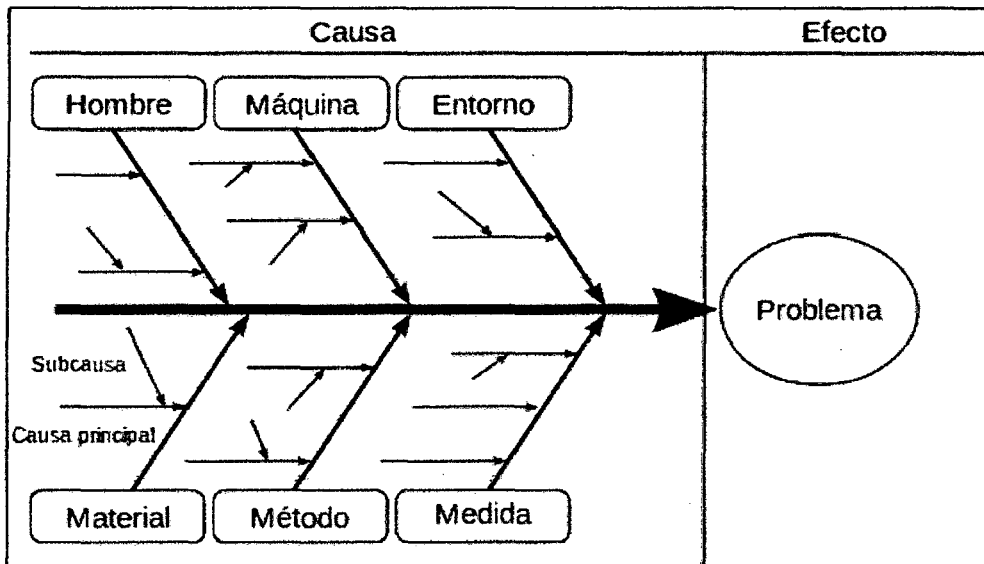 Causa
Efecto
Hombre
Máquina
Entorno
Problema
Subcausa
Causa principal
Material
Método
Medida